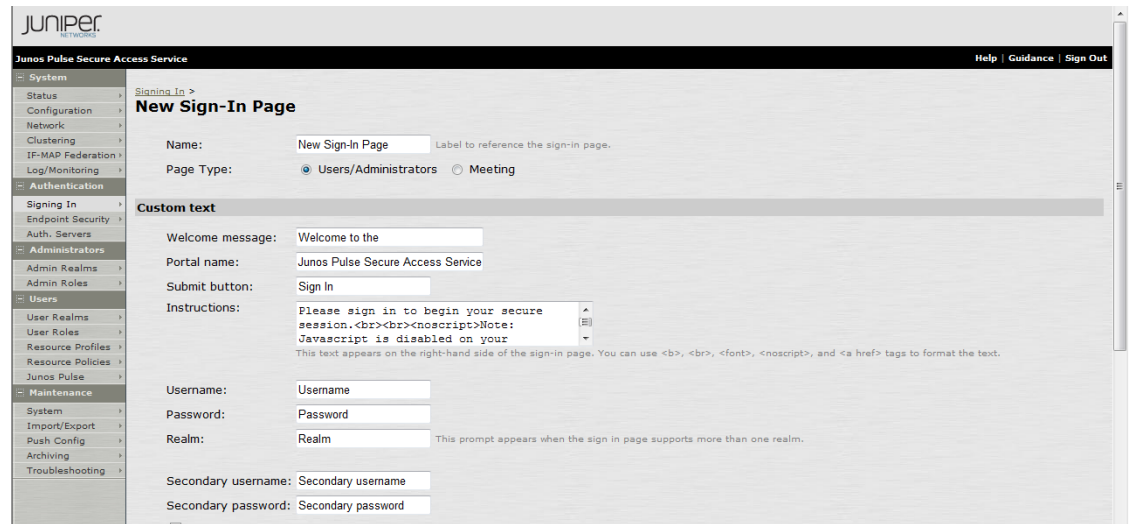 JUNIPER
NETWORKS
Junos Pulse Secure Access Service
Help | Guidance | Sign Out
System
Status
Configuration
Network
Clustering
IF-MAP Federation
Log/Monitoring
Authentication
Signing In
Endpoint Security
Auth. Servers
Administrators
Admin Realms
Admin Roles
Users
User Realms
User Roles
Resource Profiles
Resource Policies
Junos Pulse
Maintenance
System
Import/Export
Push Config
Archiving
Troubleshooting
Signing In >
New Sign-In Page
Name: New Sign-In Page Label to reference the sign-in page.
Page Type: Users/Administrators Meeting
Custom text
Welcome message: Welcome to the
Portal name: Junos Pulse Secure Access Service
Submit button: Sign In
Instructions: Please sign in to begin your secure
session.<br><br><noscript>Note:
Javascript is disabled on your
This text appears on the right-hand side of the sign-in page. You can use <b>, <br>, <font>, <noscript>, and <a href> tags to format the text.
Username: Username
Password: Password
Realm: Realm This prompt appears when the sign in page supports more than one realm.
Secondary username: Secondary username
Secondary password: Secondary password